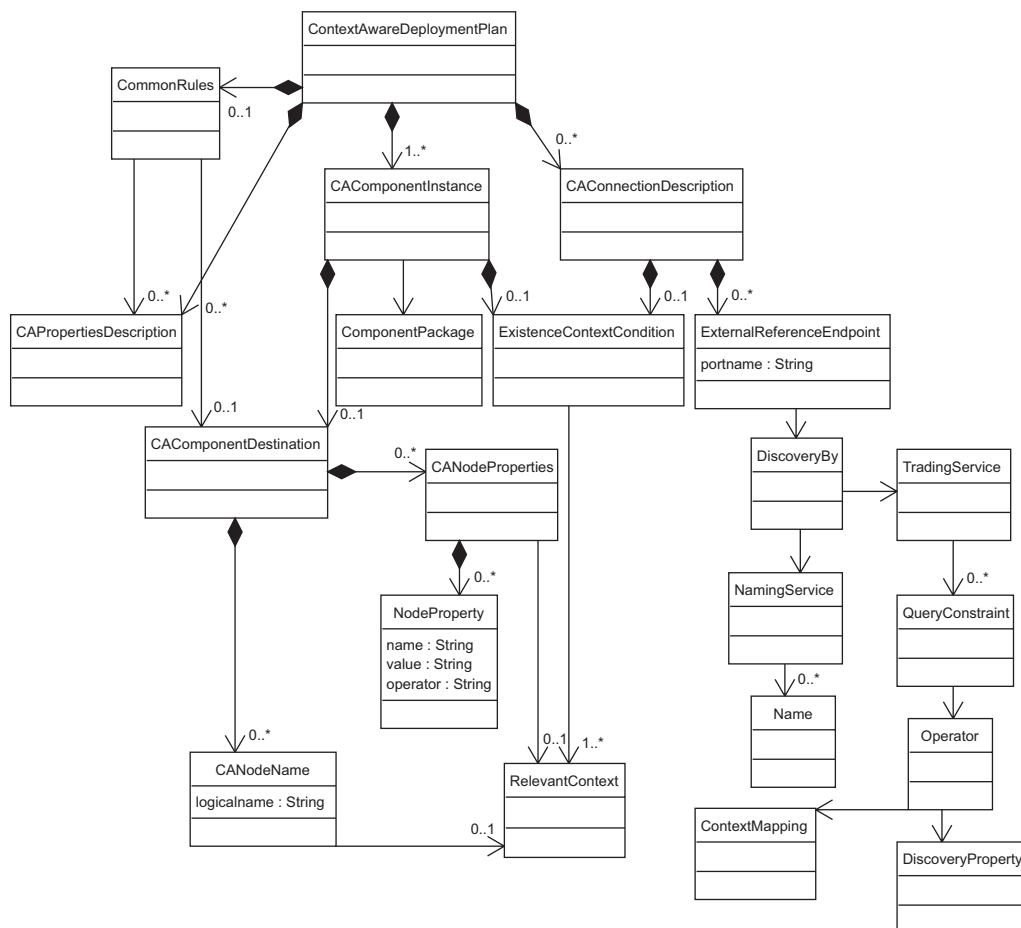 ContextAwareDeploymentPlan
CommonRules
0..1
1..*
0..*
CAComponentInstance
CAConnectionDescription
0..*
0..*
0..1
0..1
0..*
CAPropertiesDescription
ComponentPackage
ExistenceContextCondition
ExternalReferenceEndpoint
portname : String
0..1
0..1
CAComponentDestination
0..*
CANodeProperties
DiscoveryBy
TradingService
0..*
0..*
NodeProperty
name : String
value : String
operator : String
NamingService
QueryConstraint
0..*
Name
Operator
0..*
0..1
1..*
CANodeName
logicalname : String
RelevantContext
0..1
ContextMapping
DiscoveryProperty